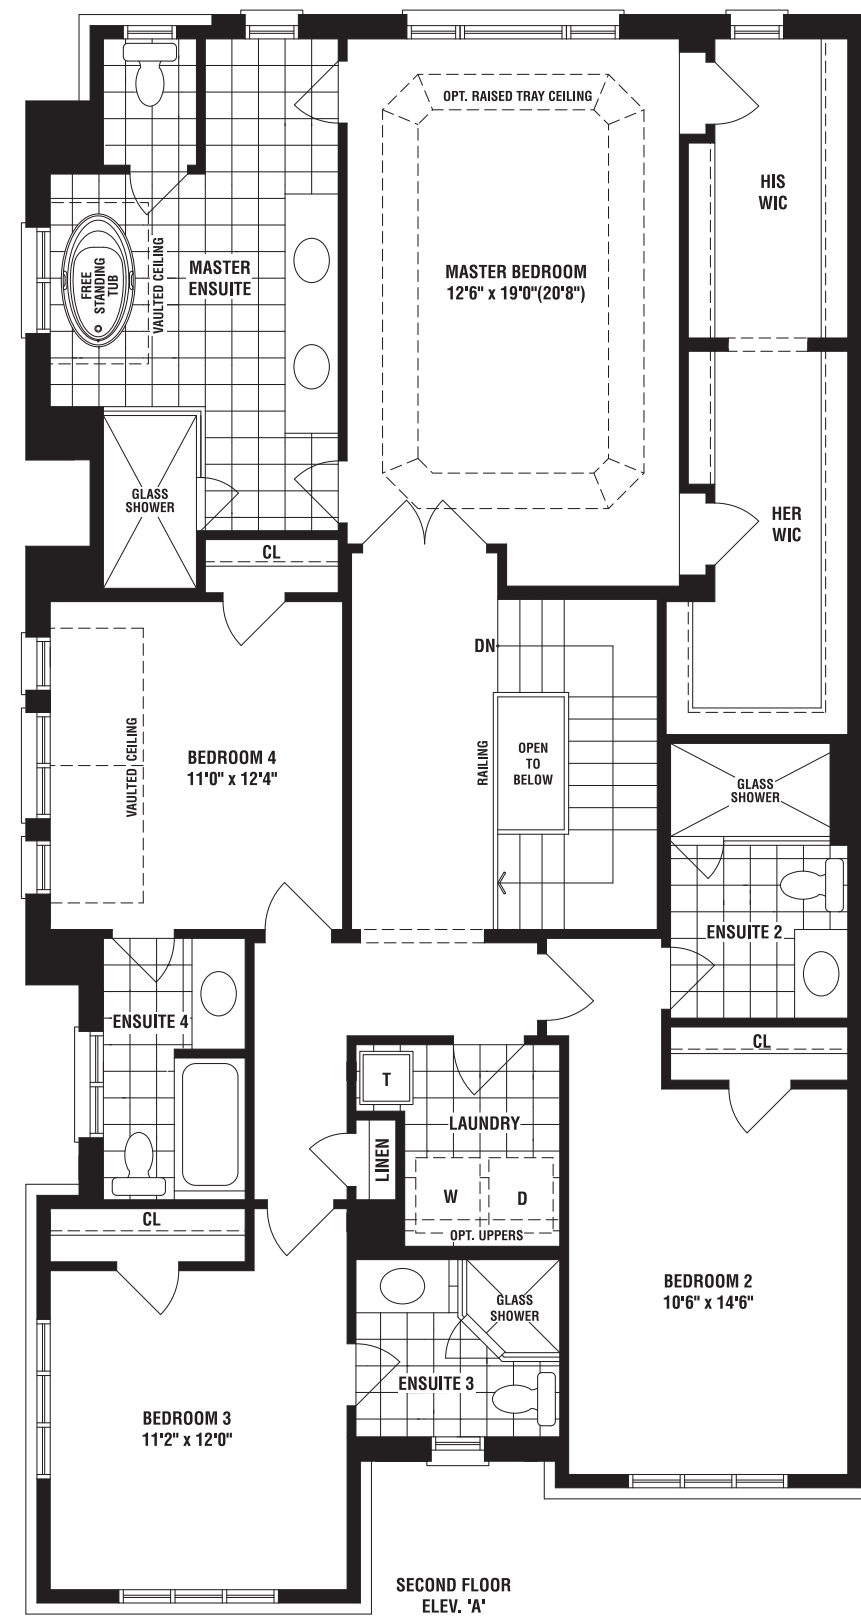 OPT. RAISED TRAY CEILING
HIS
WIC
MASTER
ENSUITE
FREE
STANDING
TUB
VAULTED CEILING
MASTER BEDROOM
12'6" x 19'0"(20'8")
GLASS
SHOWER
HER
WIC
CL
DN
BEDROOM 4
11'0" x 12'4"
VAULTED CEILING
RAILING
OPEN
TO
BELOW
GLASS
SHOWER
ENSUITE 2
ENSUITE 4
CL
T
LAUNDRY
LINEN
W
D
OPT. UPPERS
CL
BEDROOM 2
10'6" x 14'6"
GLASS
SHOWER
ENSUITE 3
BEDROOM 3
11'2" x 12'0"
SECOND FLOOR
ELEV. 'A'